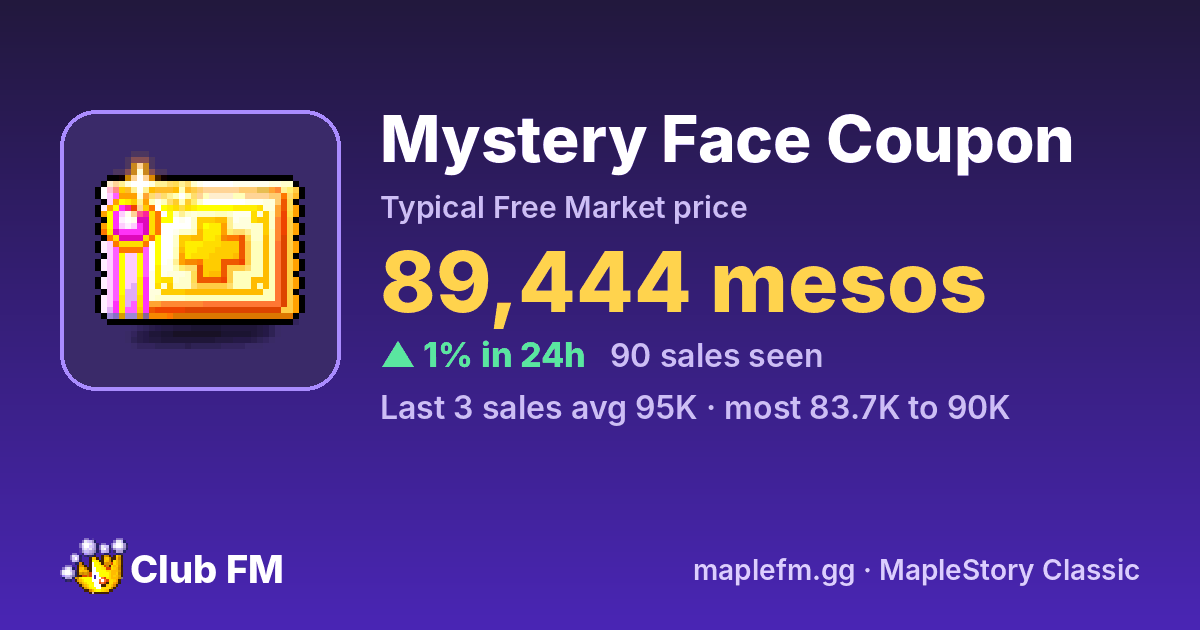 Mystery Face Coupon
Typical Free Market price
89,444 mesos
▲ 1% in 24h 90 sales seen
Last 3 sales avg 95K · most 83.7K to 90K
Club FM
maplefm.gg · MapleStory Classic